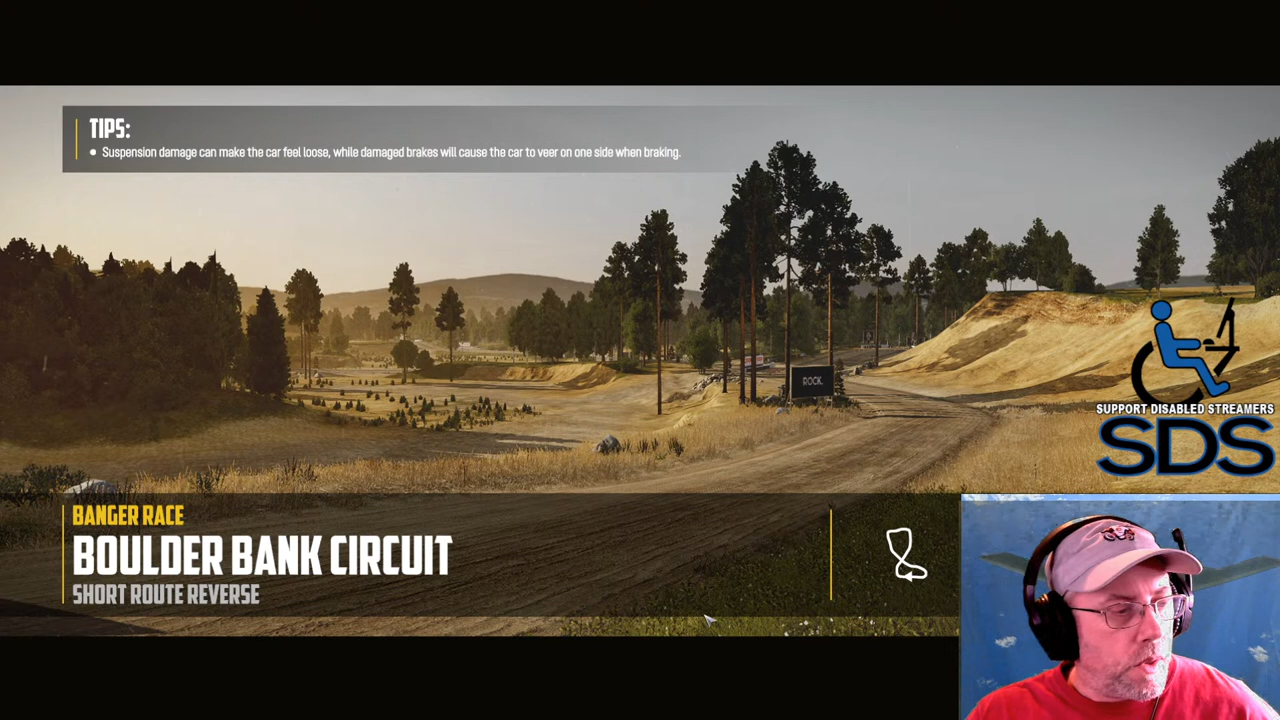 TIPS:
• Suspension damage can make the car feel loose, while damaged brakes will cause the car to veer on one side when braking.
ROCK.
SUPPORT DISABLED STREAMERS
SDS
BANGER RACE
BOULDER BANK CIRCUIT
SHORT ROUTE REVERSE